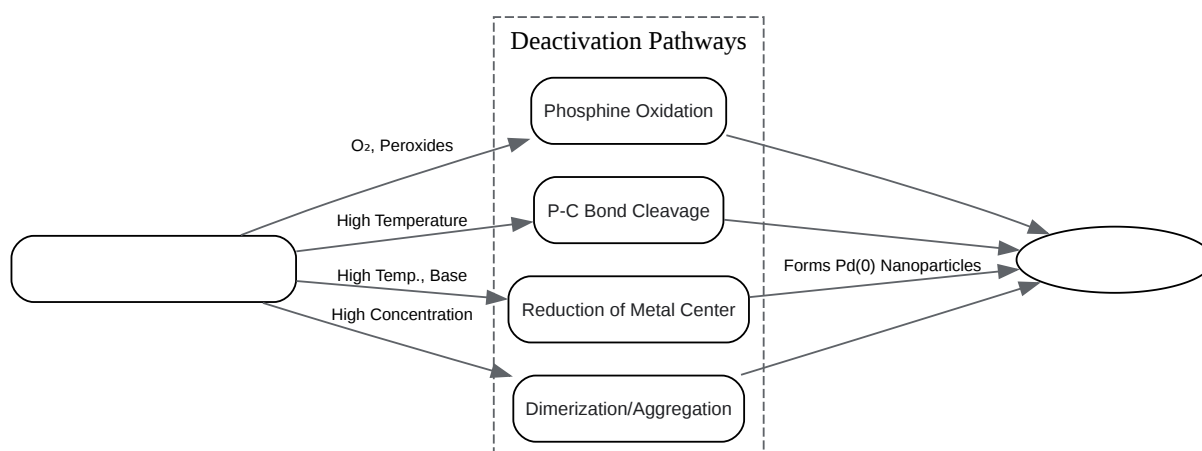 Deactivation Pathways
Phosphine Oxidation
O₂, Peroxides
P-C Bond Cleavage
High Temperature
Forms Pd(0) Nanoparticles
High Temp., Base
Reduction of Metal Center
High Concentration
Dimerization/Aggregation